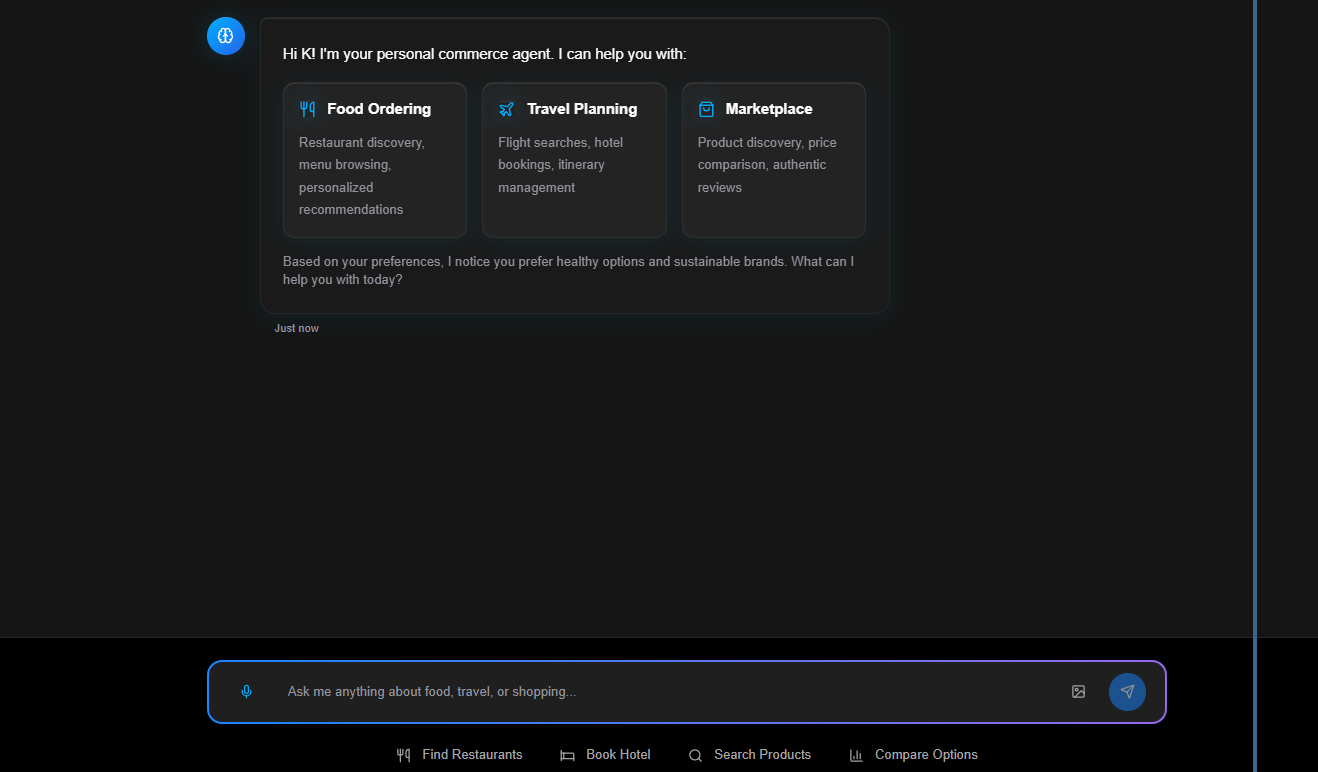 Hi K! I'm your personal commerce agent. I can help you with:
Food Ordering
Restaurant discovery,
menu browsing,
personalized
recommendations
Travel Planning
Flight searches, hotel
bookings, itinerary
management
Marketplace
Product discovery, price
comparison, authentic
reviews
Based on your preferences, I notice you prefer healthy options and sustainable brands. What can I
help you with today?
Just now
Ask me anything about food, travel, or shopping...
Find Restaurants
Book Hotel
Search Products
Compare Options